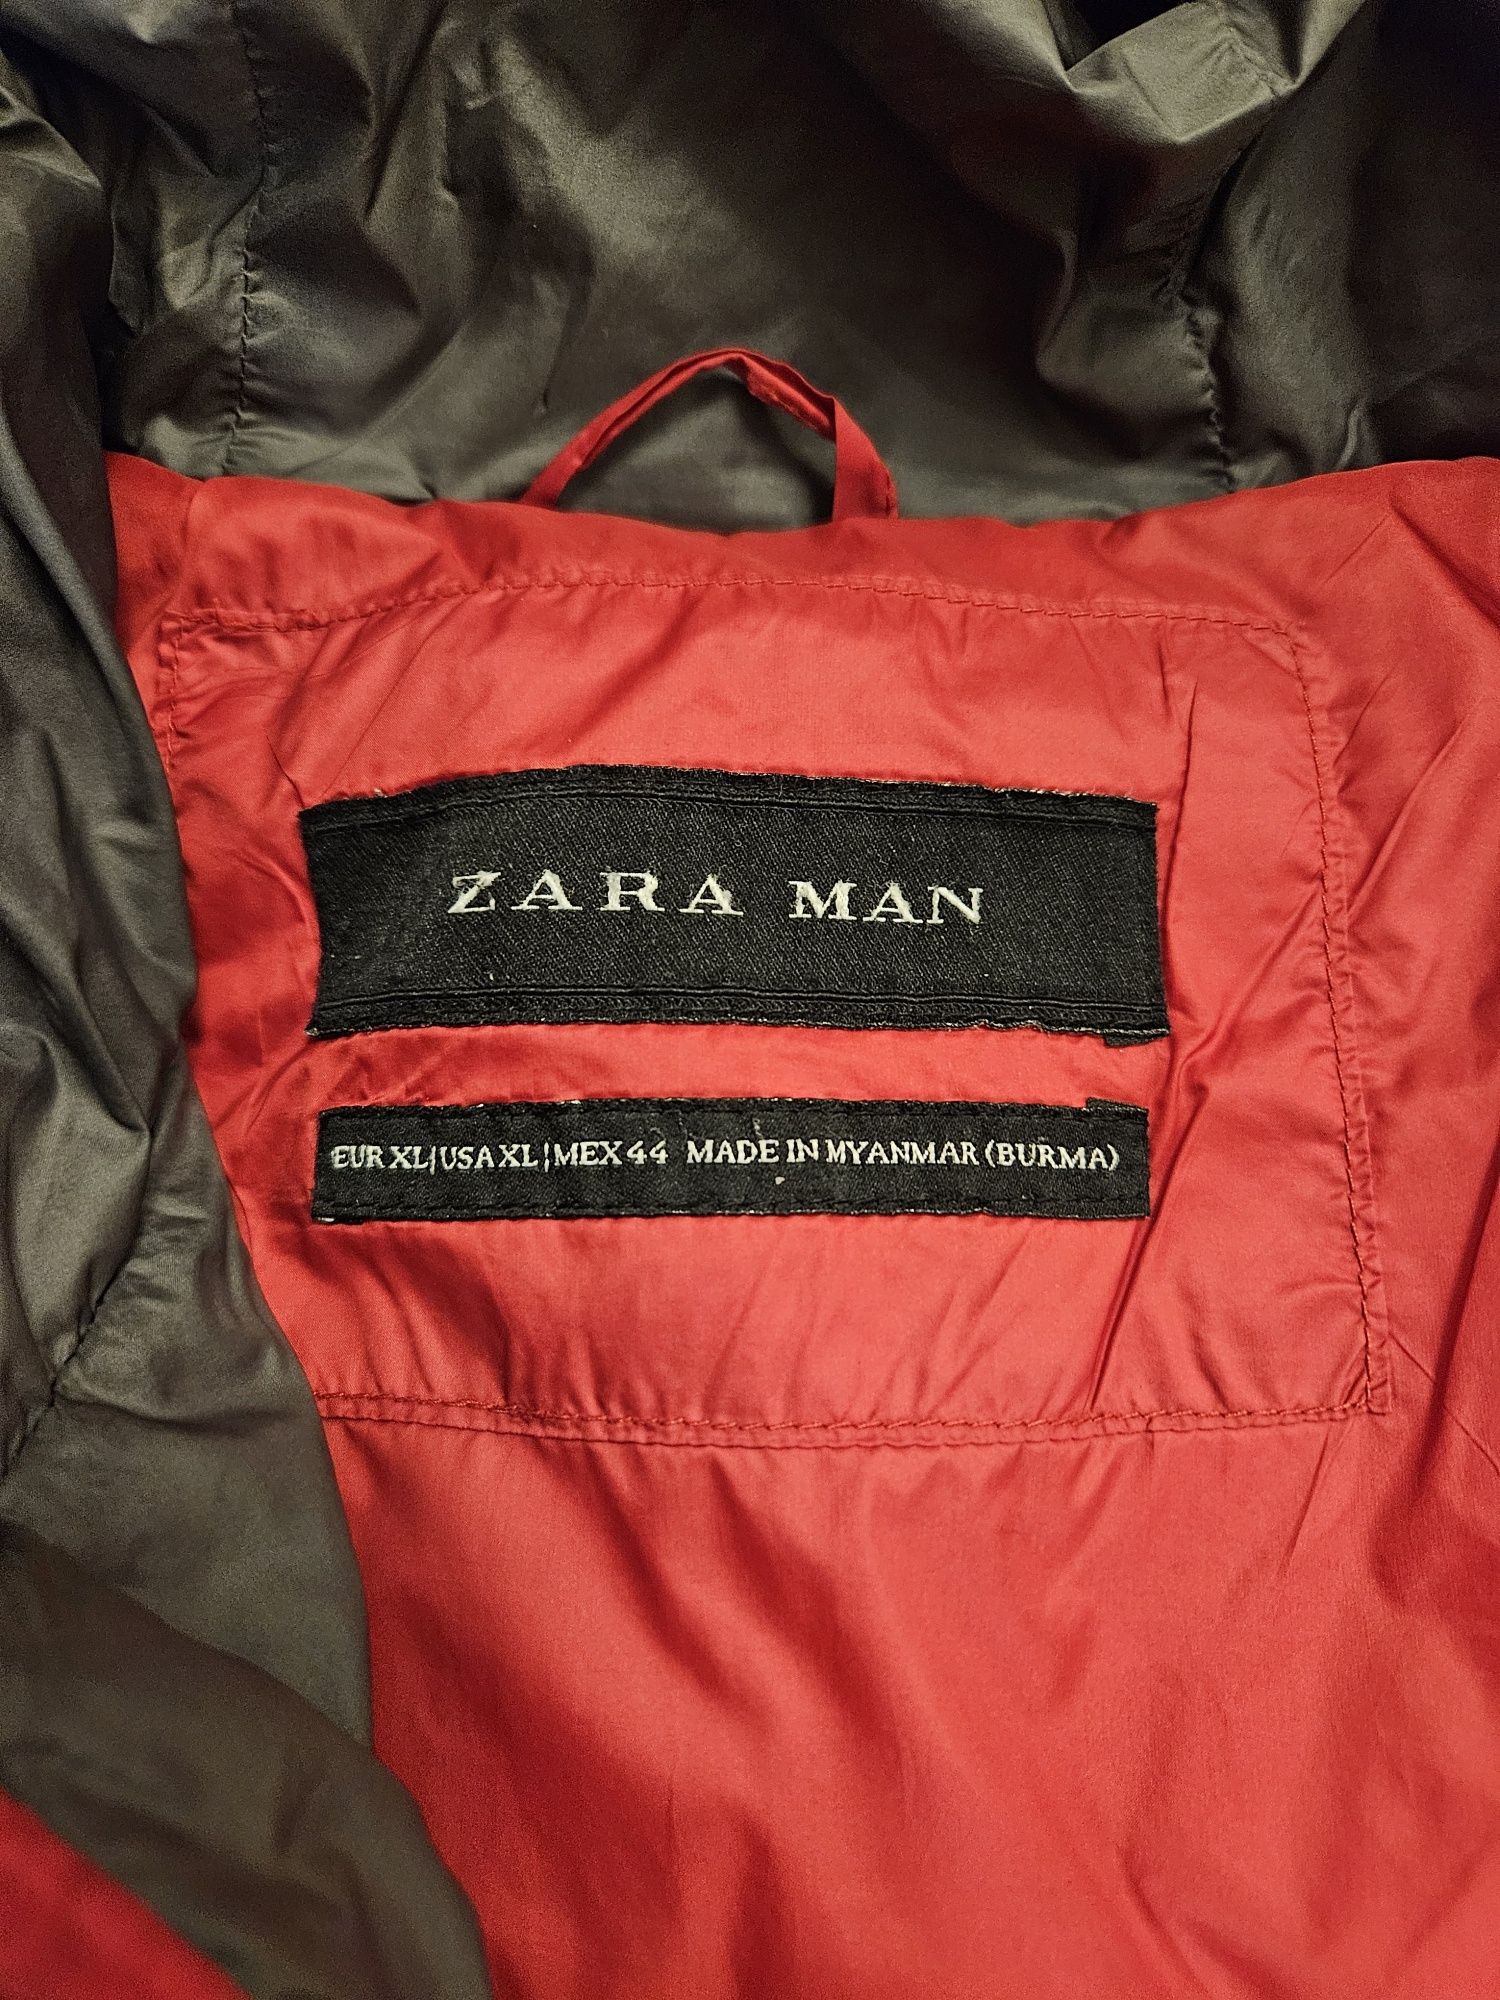 ZARA MAN
EUR XL|USA XL|MEX 44 MADE IN MYANMAR (BURMA)